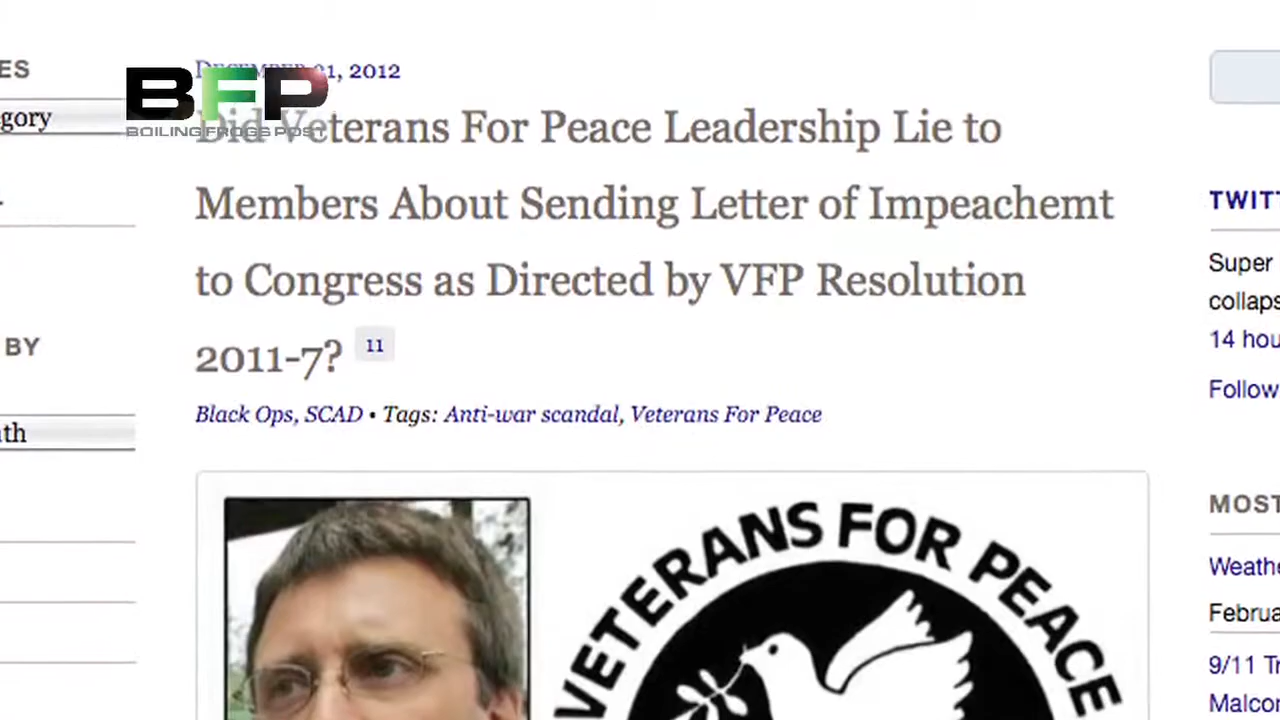 ES
gory
BY
ath
BFP
BOILING FROGS POST
December 01, 2012
Did Veterans For Peace Leadership Lie to
Members About Sending Letter of Impeachemt
to Congress as Directed by VFP Resolution
2011-7? 11
Black Ops, SCAD • Tags: Anti-war scandal, Veterans For Peace
VETERANS FOR PEACE
TWITT
Super
collaps
14 hou
Follow
MOST
Weathe
Februa
9/11 Tr
Malcor